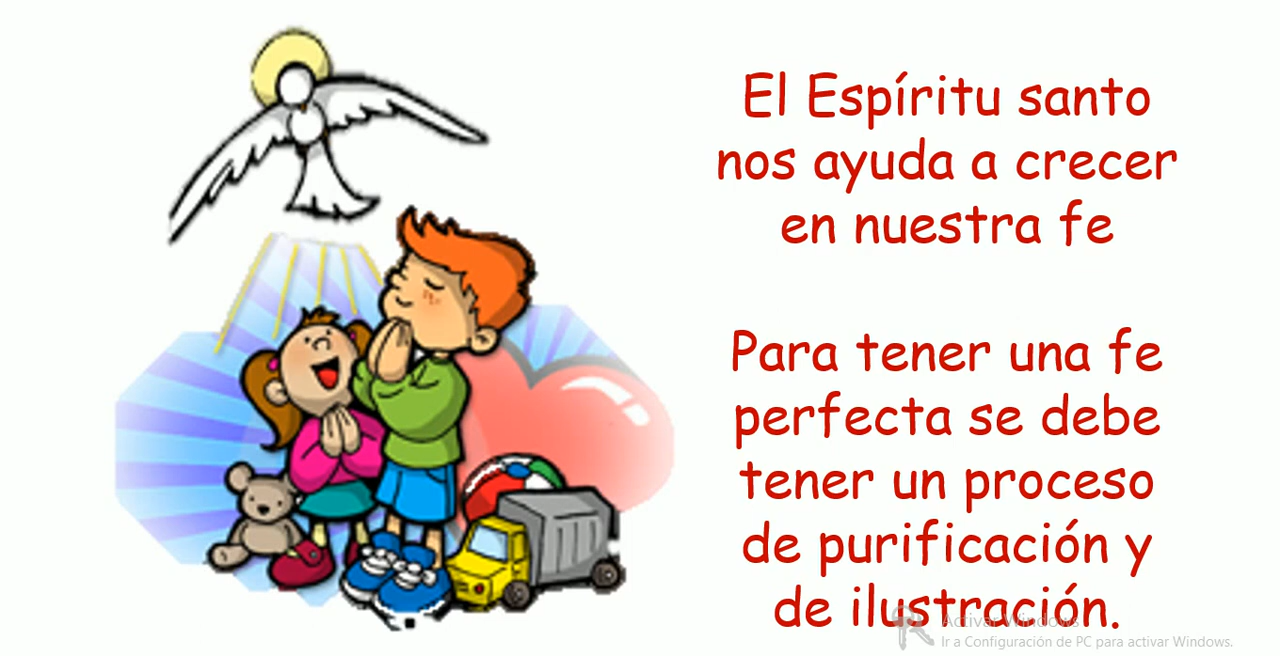 El Espíritu santo
nos ayuda a crecer
en nuestra fe
Para tener una fe
perfecta se debe
tener un proceso
de purificación y
de ilustración.
Activar Windows
Ir a Configuración de PC para activar Windows.